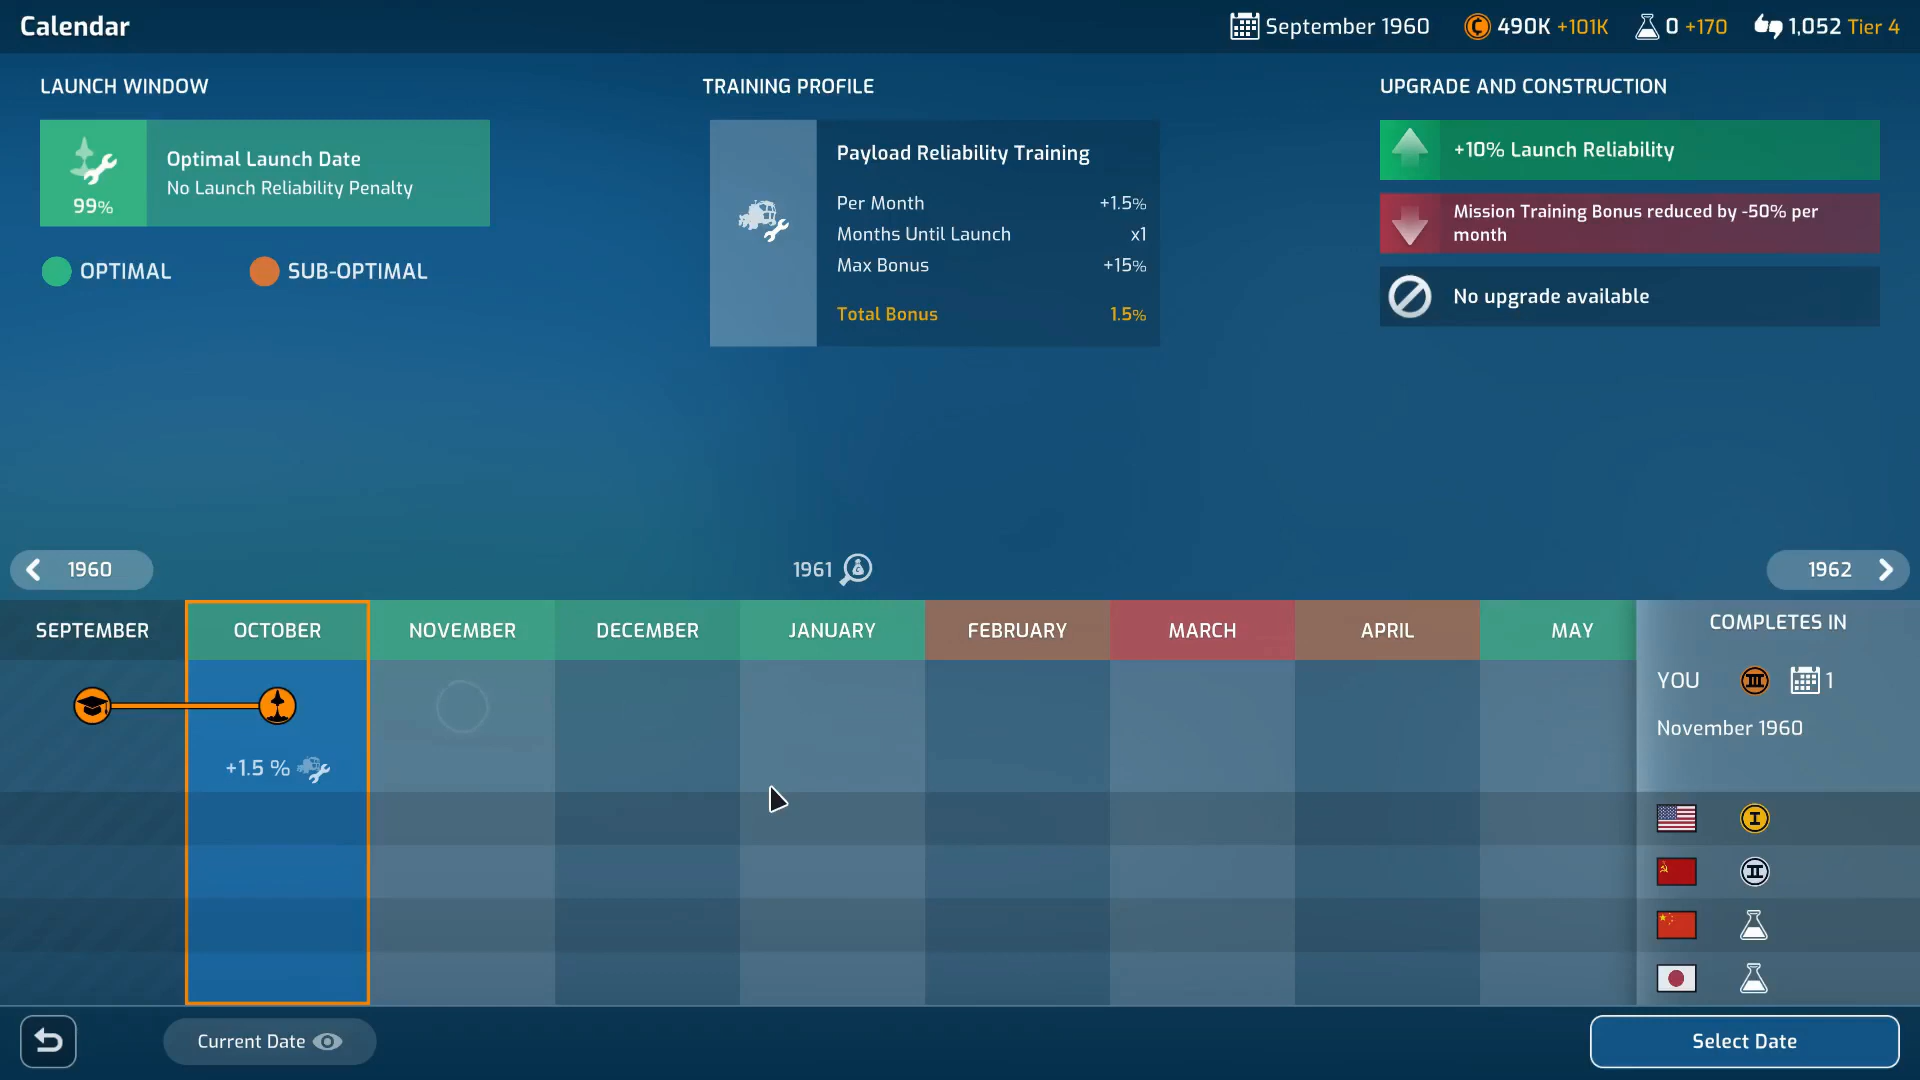 Calendar
September 1960
490K +101K
0 +170
1,052 Tier 4
LAUNCH WINDOW
Optimal Launch Date
No Launch Reliability Penalty
99%
OPTIMAL
SUB-OPTIMAL
TRAINING PROFILE
Payload Reliability Training
Per Month +1.5%
Months Until Launch x1
Max Bonus +15%
Total Bonus 1.5%
UPGRADE AND CONSTRUCTION
+10% Launch Reliability
Mission Training Bonus reduced by -50% per
month
No upgrade available
1960
1961
1962
SEPTEMBER
OCTOBER
NOVEMBER
DECEMBER
JANUARY
FEBRUARY
MARCH
APRIL
MAY
+1.5 %
COMPLETES IN
YOU III 1
November 1960
I
II
Current Date
Select Date